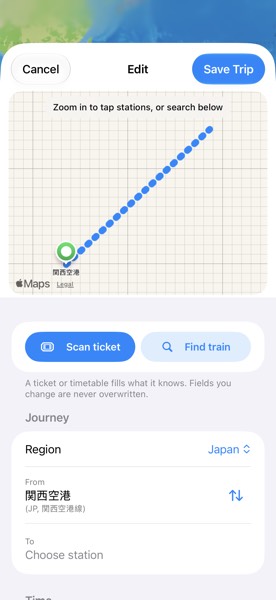 Cancel
Edit
Save Trip
Zoom in to tap stations, or search below
関西空港
Maps
Legal
Scan ticket
Find train
A ticket or timetable fills what it knows. Fields you
change are never overwritten.
Journey
Region
Japan
From
関西空港
(JP, 関西空港線)
To
Choose station
Time